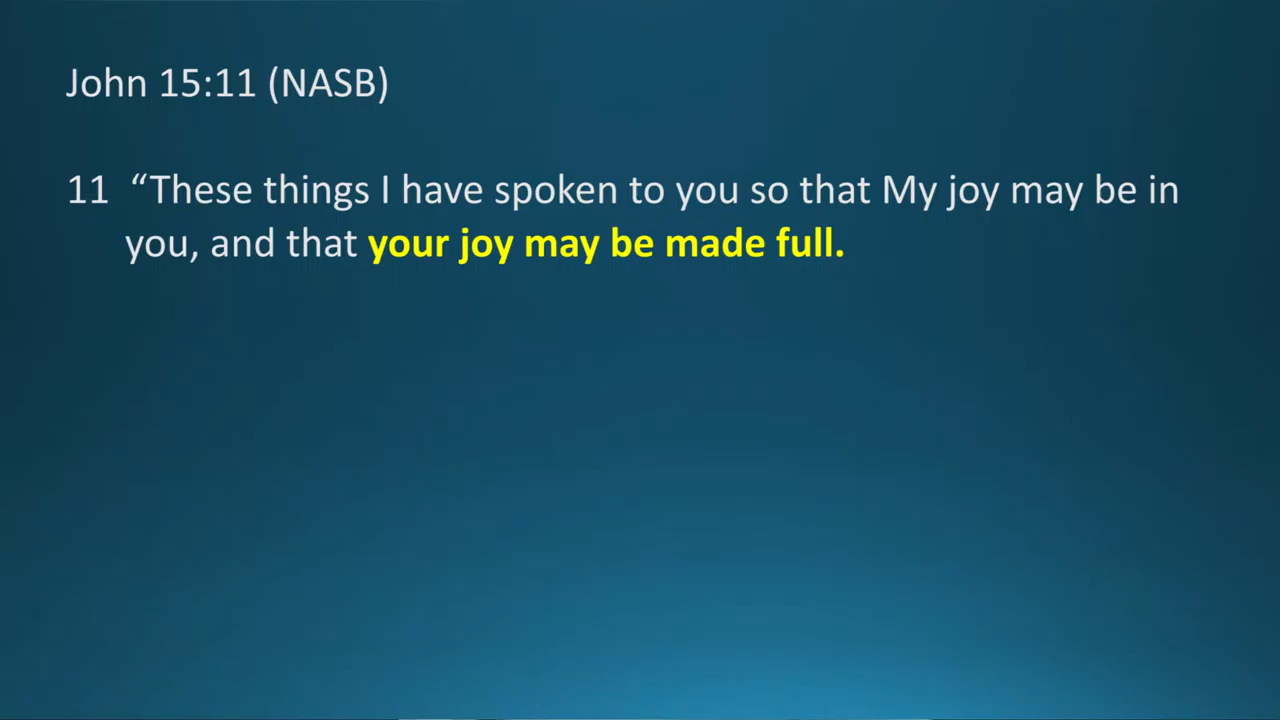 John 15:11 (NASB)
11 “These things I have spoken to you so that My joy may be in
you, and that your joy may be made full.